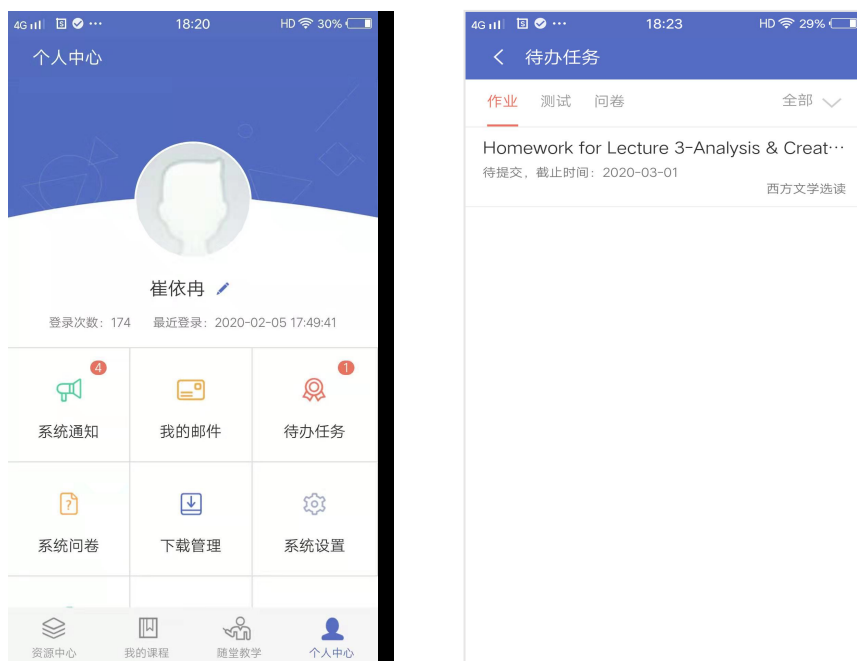 4G 18:20 HD 30%
个人中心
崔依冉
登录次数：174 最近登录：2020-02-05 17:49:41
4 1
系统通知 我的邮件 待办任务
系统问卷 下载管理 系统设置
资源中心 我的课程 随堂教学 个人中心
4G 18:23 HD 29%
待办任务
作业 测试 问卷 全部
Homework for Lecture 3-Analysis & Creat…
待提交，截止时间：2020-03-01
西方文学选读